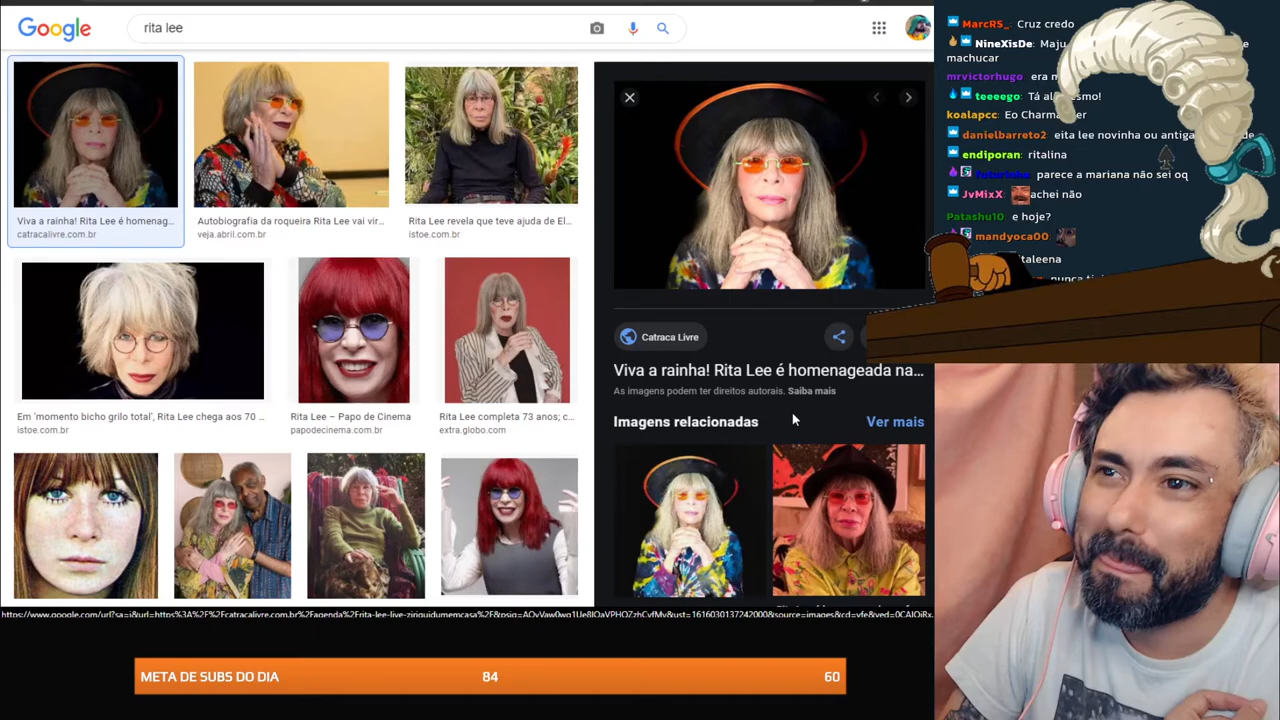 Google
rita lee
Viva a rainha! Rita Lee é homenag...
catracalivre.com.br
Autobiografia da roqueira Rita Lee vai vir...
veja.abril.com.br
Rita Lee revela que teve ajuda de El...
istoe.com.br
Em 'momento bicho grilo total', Rita Lee chega aos 70 ...
istoe.com.br
Rita Lee – Papo de Cinema
papodecinema.com.br
Rita Lee completa 73 anos; c...
extra.globo.com
Catraca Livre
Viva a rainha! Rita Lee é homenageada na...
As imagens podem ter direitos autorais. Saiba mais
Imagens relacionadas
Ver mais
MarcRS_: Cruz credo
NineXisDe: Maju
machucar
mrvictorhugo: era
teeeego: Tá al
koalapcc: Eo Charma
danielbarreto2: eita lee novinha ou antiga
endiporan: ritalina
parece a mariana não sei oq
JvMixX: achei não
Patashu10: e hoje?
mandyoca00:
META DE SUBS DO DIA 84 60